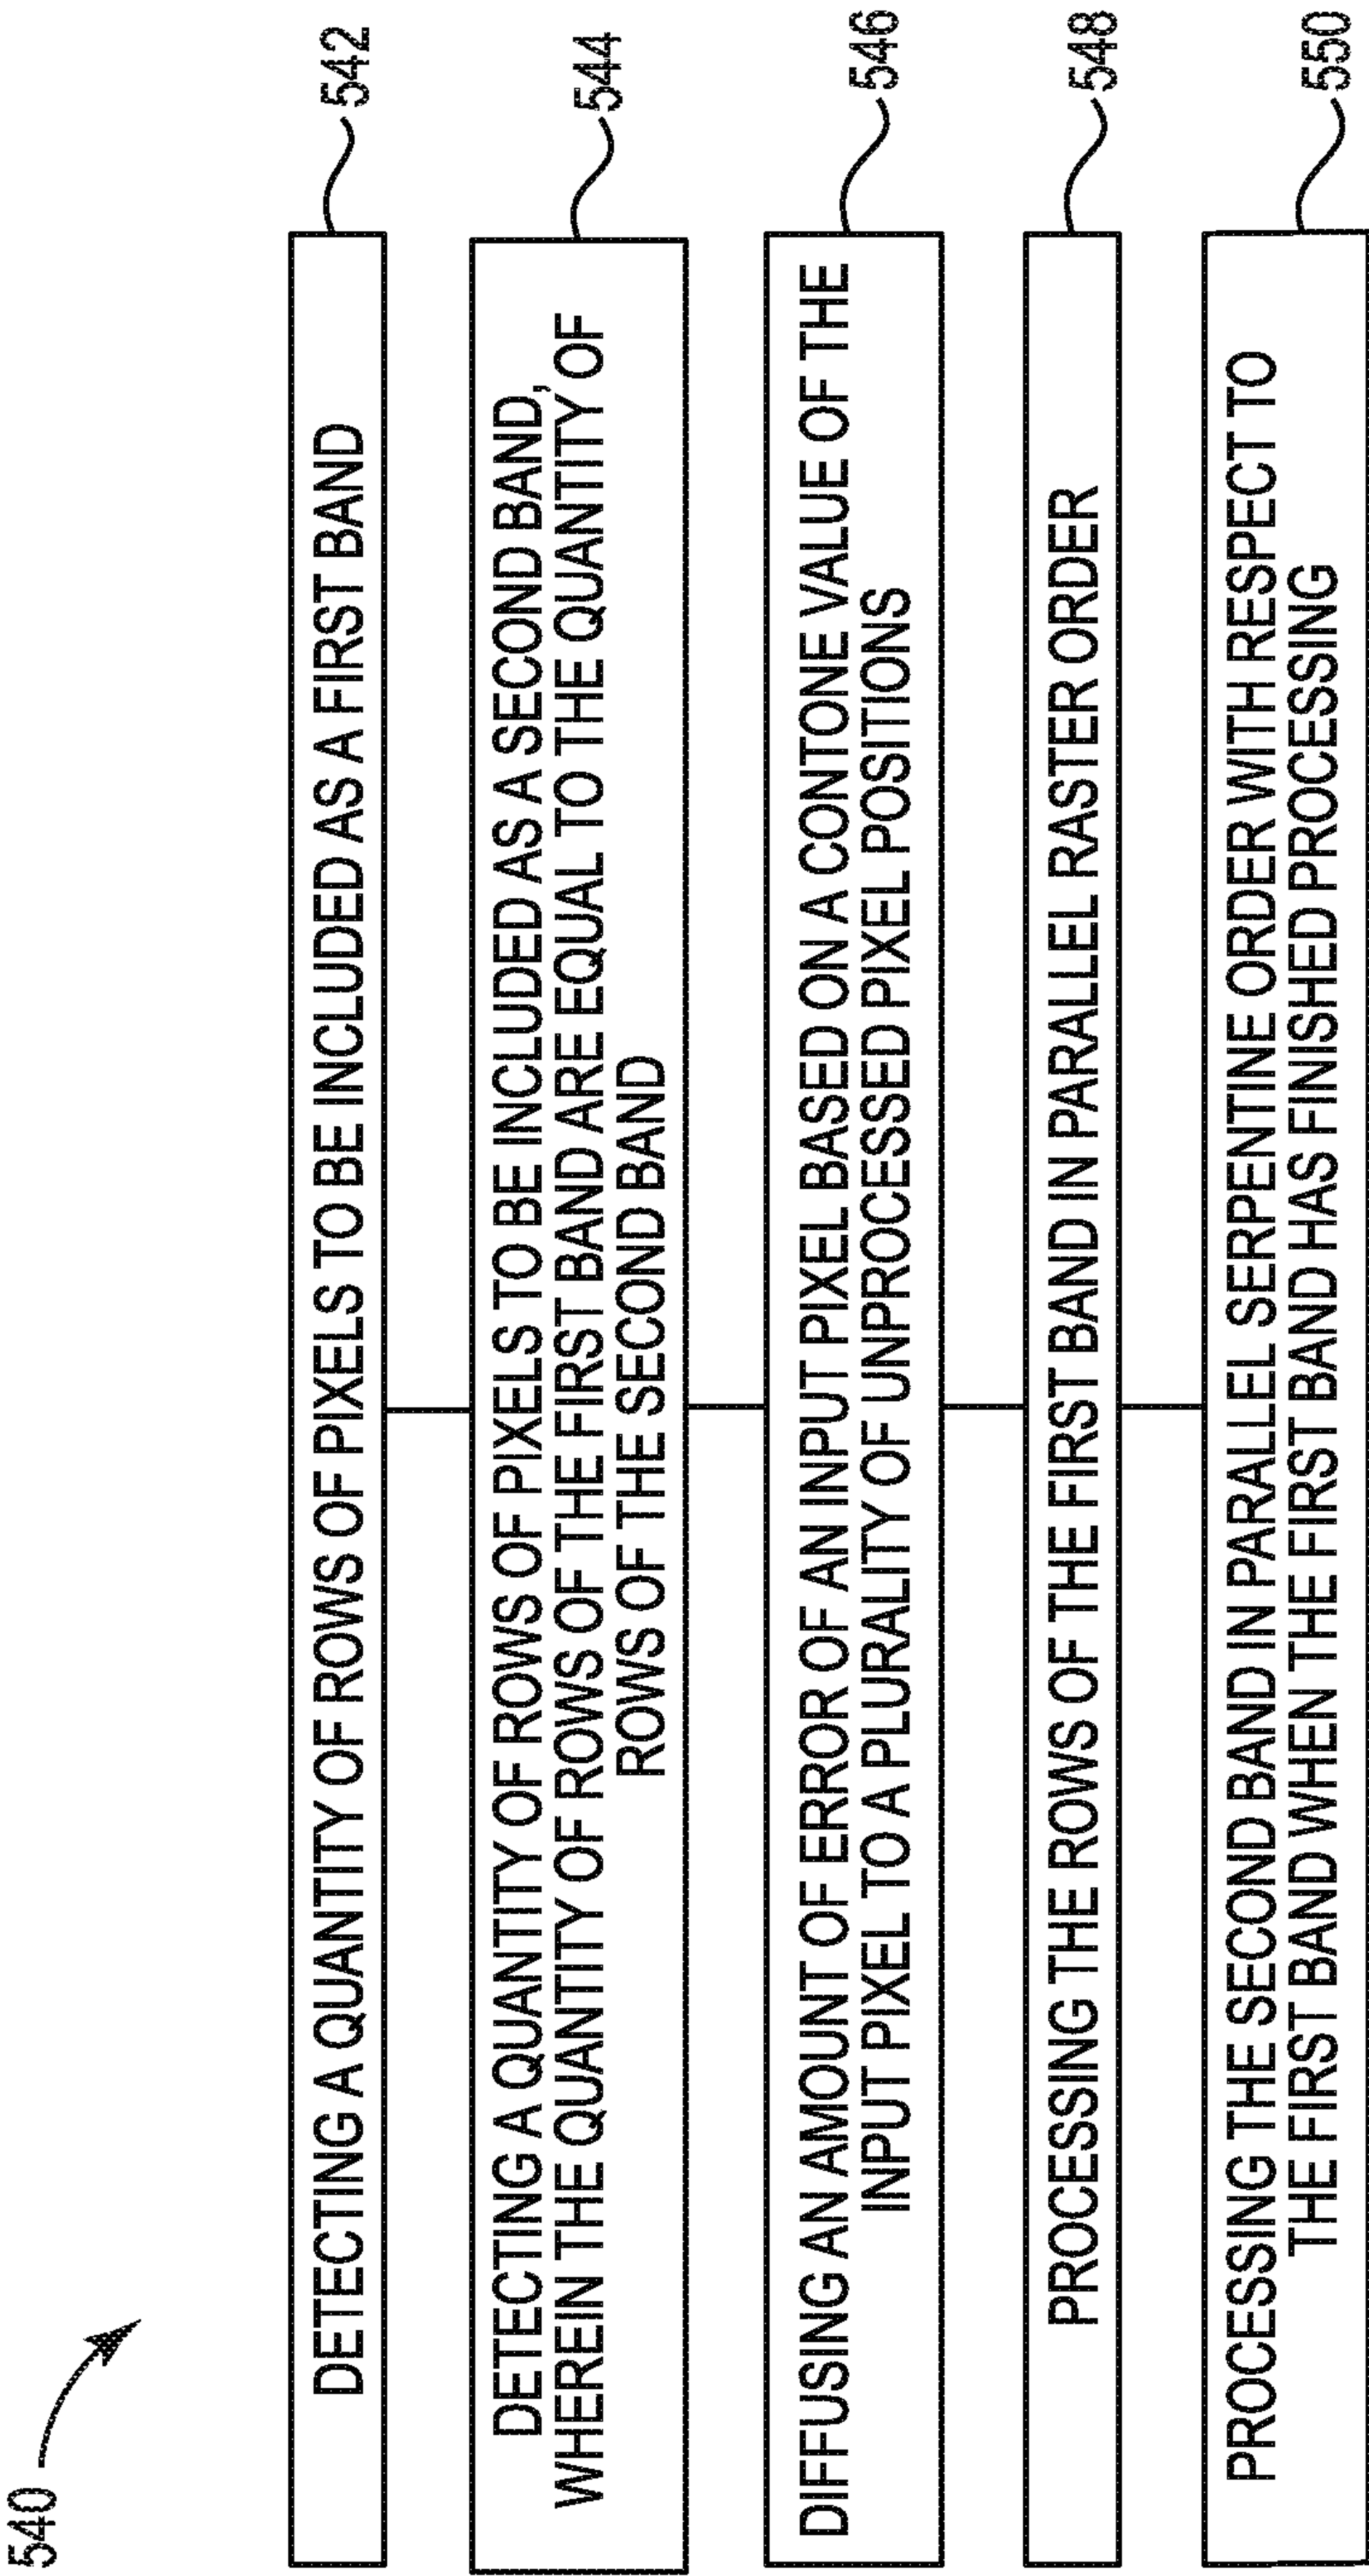 540
DETECTING A QUANTITY OF ROWS OF PIXELS TO BE INCLUDED AS A FIRST BAND
542
DETECTING A QUANTITY OF ROWS OF PIXELS TO BE INCLUDED AS A SECOND BAND,
WHEREIN THE QUANTITY OF ROWS OF THE FIRST BAND ARE EQUAL TO THE QUANTITY OF
ROWS OF THE SECOND BAND
544
DIFFUSING AN AMOUNT OF ERROR OF AN INPUT PIXEL BASED ON A CONTONE VALUE OF THE
INPUT PIXEL TO A PLURALITY OF UNPROCESSED PIXEL POSITIONS
546
PROCESSING THE ROWS OF THE FIRST BAND IN PARALLEL RASTER ORDER
548
PROCESSING THE SECOND BAND IN PARALLEL SERPENTINE ORDER WITH RESPECT TO
THE FIRST BAND WHEN THE FIRST BAND HAS FINISHED PROCESSING
550